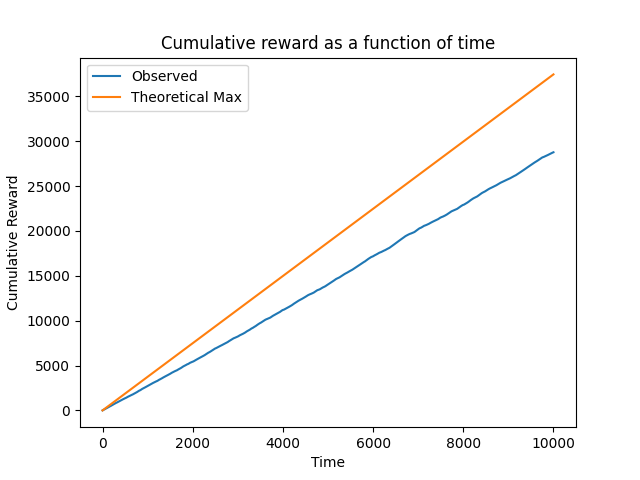 Cumulative reward as a function of time
Observed
Theoretical Max
35000
30000
25000
20000
15000
10000
5000
0
Cumulative Reward
0 2000 4000 6000 8000 10000
Time